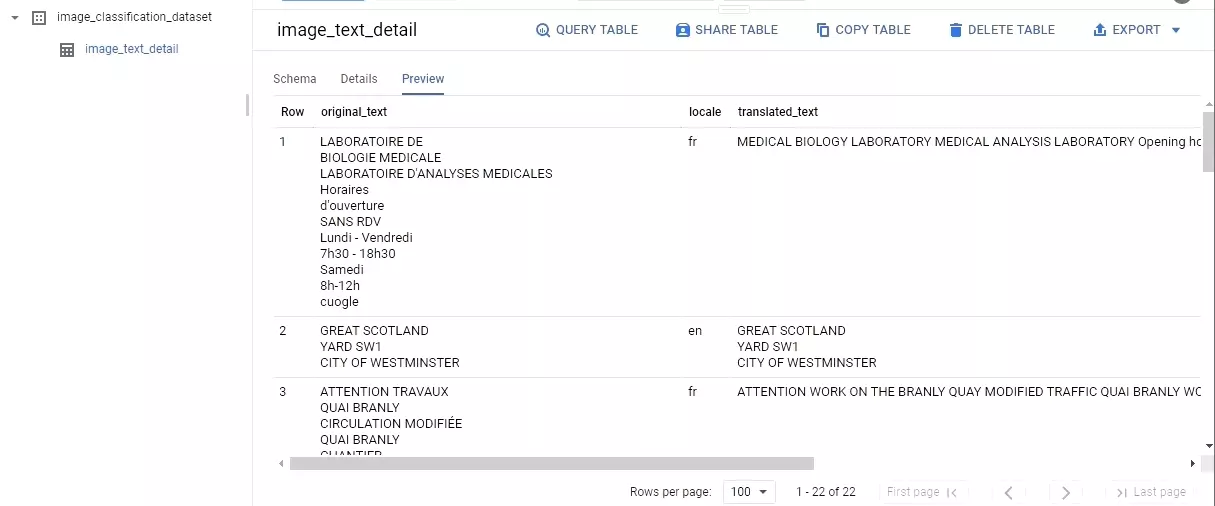 image_classification_dataset
image_text_detail
image_text_detail
QUERY TABLE
SHARE TABLE
COPY TABLE
DELETE TABLE
EXPORT
Schema
Details
Preview
Row
original_text
locale
translated_text
1
LABORATOIRE DE
BIOLOGIE MEDICALE
LABORATOIRE D'ANALYSES MEDICALES
Horaires
d'ouverture
SANS RDV
Lundi - Vendredi
7h30 - 18h30
Samedi
8h-12h
cuogle
fr
MEDICAL BIOLOGY LABORATORY MEDICAL ANALYSIS LABORATORY Opening ho
2
GREAT SCOTLAND
YARD SW1
CITY OF WESTMINSTER
en
GREAT SCOTLAND
YARD SW1
CITY OF WESTMINSTER
3
ATTENTION TRAVAUX
QUAI BRANLY
CIRCULATION MODIFIÉE
QUAI BRANLY
CHANTIER
fr
ATTENTION WORK ON THE BRANLY QUAY MODIFIED TRAFFIC QUAI BRANLY WO
Rows per page:
100
1 - 22 of 22
First page
Last page